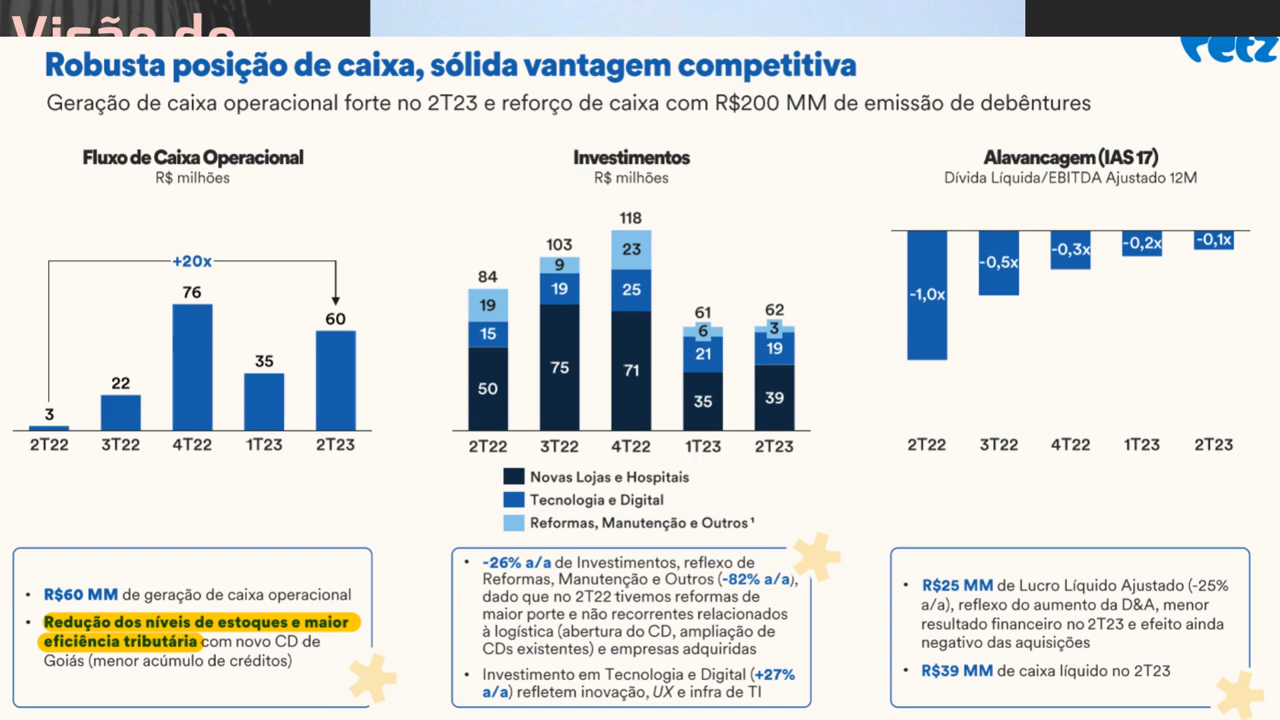 Visão do
Petz
Robusta posição de caixa, sólida vantagem competitiva
Geração de caixa operacional forte no 2T23 e reforço de caixa com R$200 MM de emissão de debêntures
Fluxo de Caixa Operacional
R$ milhões
+20x
3
22
76
35
60
2T22
3T22
4T22
1T23
2T23
Investimentos
R$ milhões
84
19
15
50
103
9
19
75
118
23
25
71
61
6
21
35
62
3
19
39
2T22
3T22
4T22
1T23
2T23
Novas Lojas e Hospitais
Tecnologia e Digital
Reformas, Manutenção e Outros¹
Alavancagem (IAS 17)
Dívida Líquida/EBITDA Ajustado 12M
-1,0x
-0,5x
-0,3x
-0,2x
-0,1x
2T22
3T22
4T22
1T23
2T23
• R$60 MM de geração de caixa operacional
• Redução dos níveis de estoques e maior
eficiência tributária com novo CD de
Goiás (menor acúmulo de créditos)
• -26% a/a de Investimentos, reflexo de
Reformas, Manutenção e Outros (-82% a/a),
dado que no 2T22 tivemos reformas de
maior porte e não recorrentes relacionados
à logística (abertura do CD, ampliação de
CDs existentes) e empresas adquiridas
• Investimento em Tecnologia e Digital (+27%
a/a) refletem inovação, UX e infra de TI
• R$25 MM de Lucro Líquido Ajustado (-25%
a/a), reflexo do aumento da D&A, menor
resultado financeiro no 2T23 e efeito ainda
negativo das aquisições
• R$39 MM de caixa líquido no 2T23